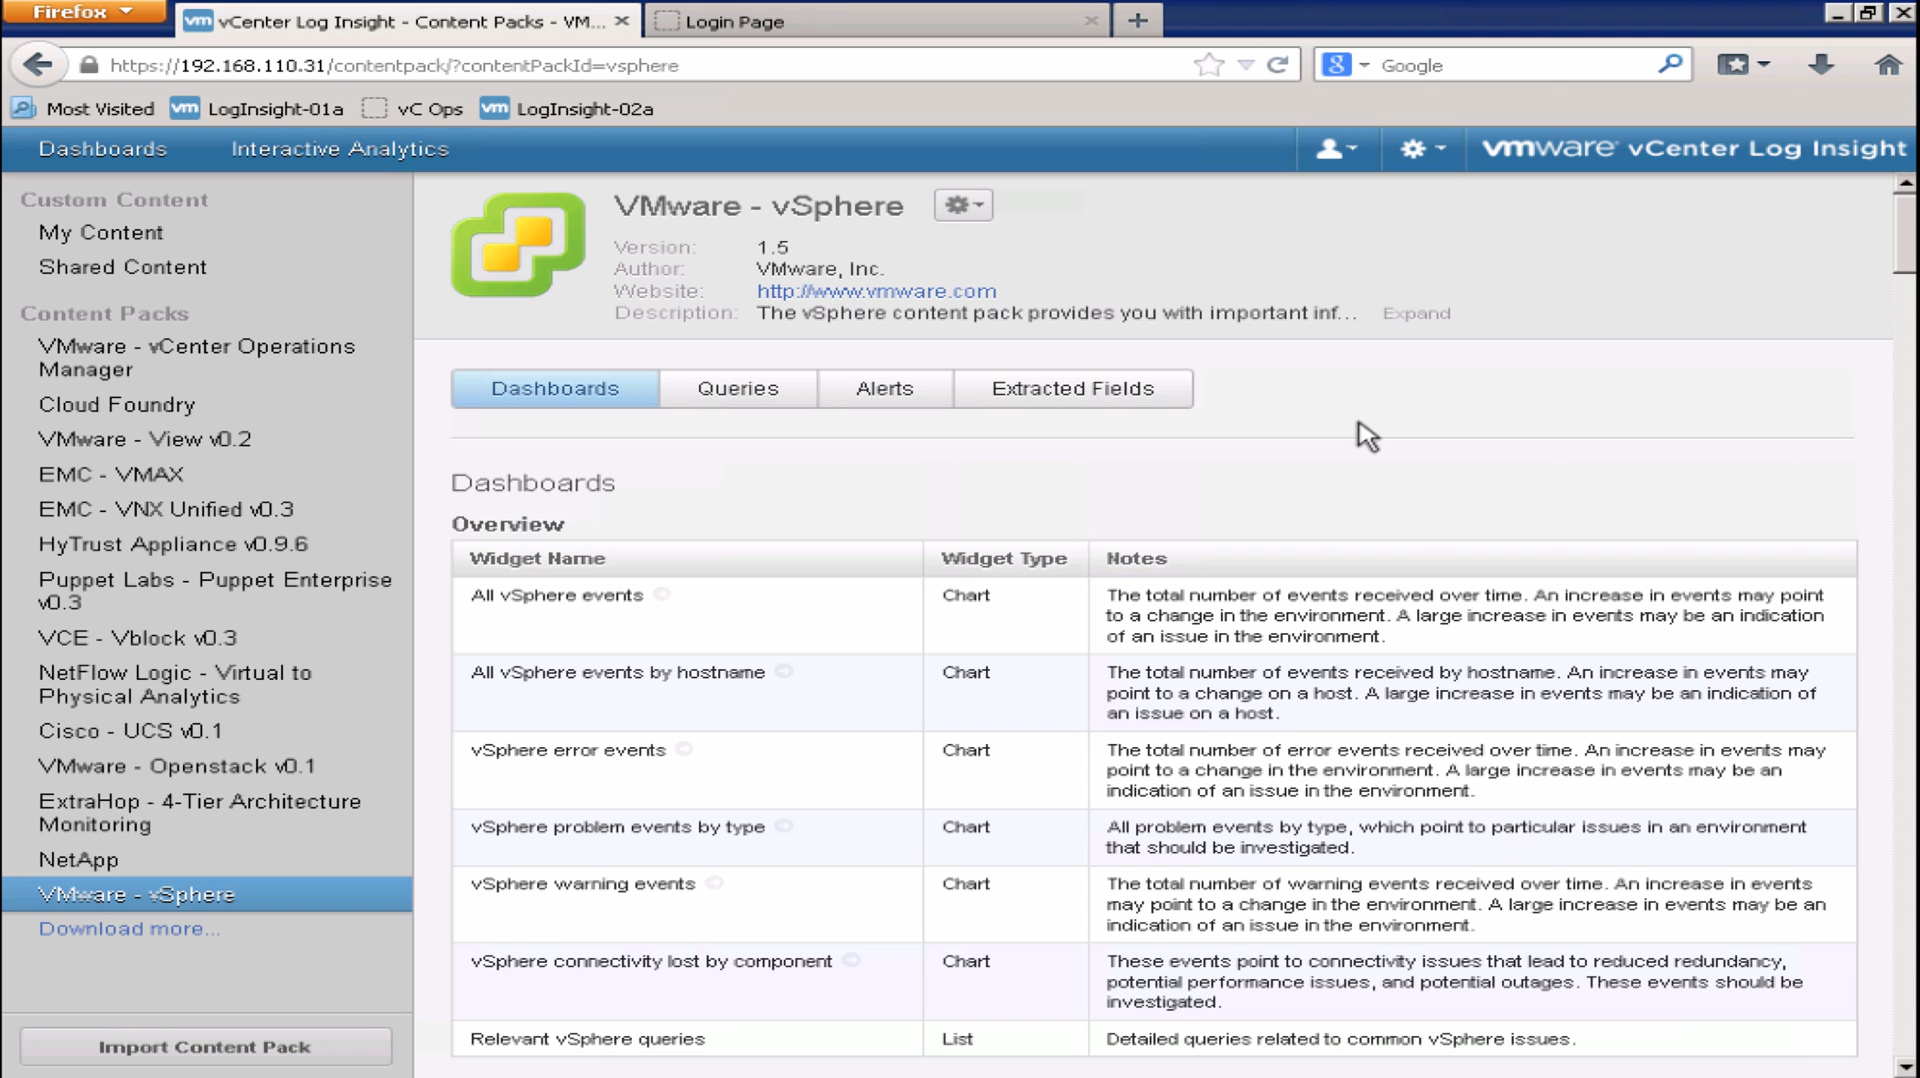 Firefox
vm vCenter Log Insight - Content Packs - VM...
Login Page
https://192.168.110.31/contentpack/?contentPackId=vsphere
8 Google
Most Visited
vm LogInsight-01a
vC Ops
vm LogInsight-02a
Dashboards
Interactive Analytics
vmware vCenter Log Insight
Custom Content
My Content
Shared Content
Content Packs
VMware - vCenter Operations
Manager
Cloud Foundry
VMware - View v0.2
EMC - VMAX
EMC - VNX Unified v0.3
HyTrust Appliance v0.9.6
Puppet Labs - Puppet Enterprise
v0.3
VCE - Vblock v0.3
NetFlow Logic - Virtual to
Physical Analytics
Cisco - UCS v0.1
VMware - Openstack v0.1
ExtraHop - 4-Tier Architecture
Monitoring
NetApp
VMware - vSphere
Download more...
Import Content Pack
VMware - vSphere
Version: 1.5
Author: VMware, Inc.
Website: http://www.vmware.com
Description: The vSphere content pack provides you with important inf... Expand
Dashboards
Queries
Alerts
Extracted Fields
Dashboards
Overview
Widget Name
Widget Type
Notes
All vSphere events
Chart
The total number of events received over time. An increase in events may point
to a change in the environment. A large increase in events may be an indication
of an issue in the environment.
All vSphere events by hostname
Chart
The total number of events received by hostname. An increase in events may
point to a change on a host. A large increase in events may be an indication of
an issue on a host.
vSphere error events
Chart
The total number of error events received over time. An increase in events may
point to a change in the environment. A large increase in events may be an
indication of an issue in the environment.
vSphere problem events by type
Chart
All problem events by type, which point to particular issues in an environment
that should be investigated.
vSphere warning events
Chart
The total number of warning events received over time. An increase in events
may point to a change in the environment. A large increase in events may be an
indication of an issue in the environment.
vSphere connectivity lost by component
Chart
These events point to connectivity issues that lead to reduced redundancy,
potential performance issues, and potential outages. These events should be
investigated.
Relevant vSphere queries
List
Detailed queries related to common vSphere issues.